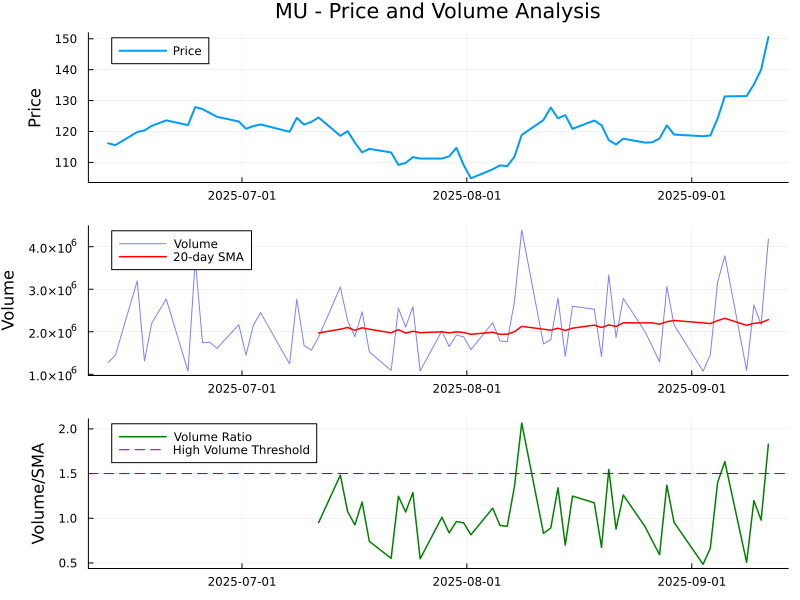 MU - Price and Volume Analysis
Price
150
140
130
120
110
Price
2025-07-01
2025-08-01
2025-09-01
Volume
20-day SMA
4.0×10⁶
3.0×10⁶
2.0×10⁶
1.0×10⁶
Volume
2025-07-01
2025-08-01
2025-09-01
Volume Ratio
High Volume Threshold
2.0
1.5
1.0
0.5
Volume/SMA
2025-07-01
2025-08-01
2025-09-01